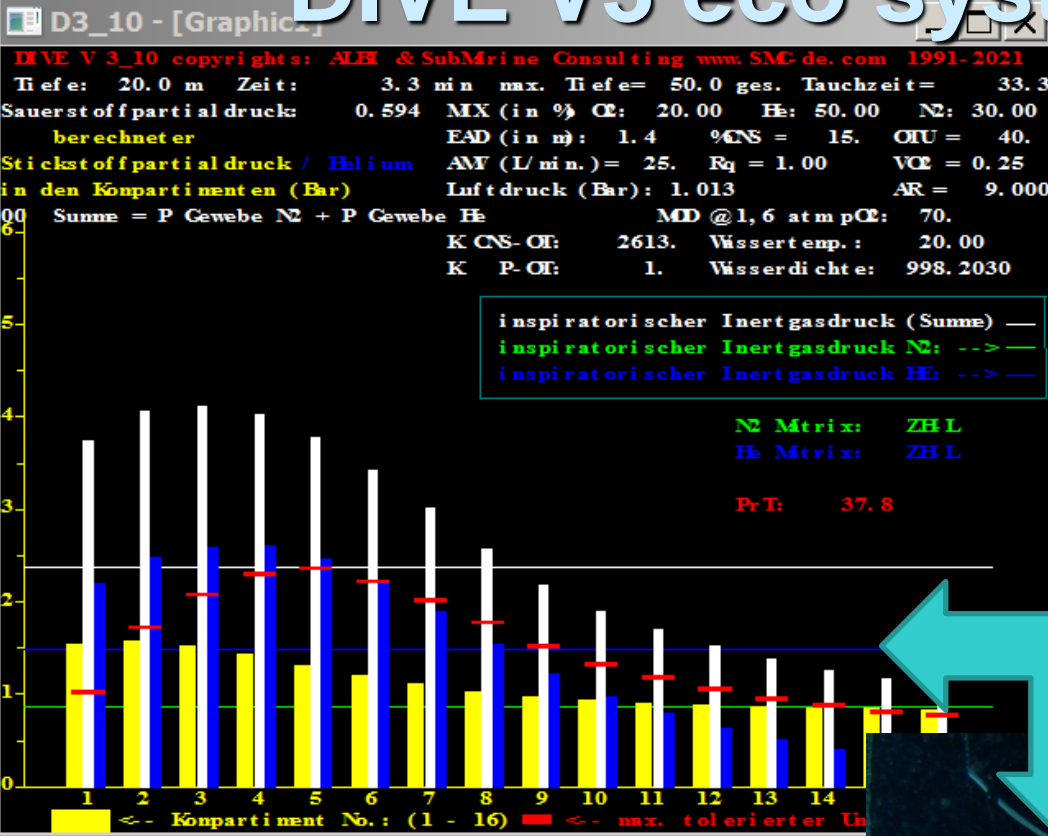 DIVE V3 eco syst
D3_10 - [Graphic1]
DIVE V 3_10 copyrights: ALBI & SubMarine Consulting www.SMC-de.com 1991-2021
Tiefe: 20.0 m Zeit: 3.3 min max. Tiefe= 50.0 ges. Tauchzeit= 33.3
Sauerstoffpartialdruck: 0.594 MIX (in %) O2: 20.00 He: 50.00 N2: 30.00
berechneter EAD (in m): 1.4 %CNS = 15. OTU = 40.
Stickstoffpartialdruck / Helium AMV (L/min.)= 25. Rq = 1.00 VO2 = 0.25
in den Kompartimenten (Bar) Luftdruck (Bar): 1.013 AR = 9.000
00 Summe = P Gewebe N2 + P Gewebe He MOD @1,6 atm pO2: 70.
K CNS-OT: 2613. Wassertemp.: 20.00
K P-OT: 1. Wasserdichte: 998.2030
6
5
inspiratorischer Inertgasdruck (Summe)
inspiratorischer Inertgasdruck N2: -->
inspiratorischer Inertgasdruck HE: -->
4
N2 Matrix: ZH-L
He Matrix: ZH-L
3
PrT: 37.8
2
1
0
1 2 3 4 5 6 7 8 9 10 11 12 13 14
<-- Kompartiment No.: (1 - 16) <-- max. tolerierter